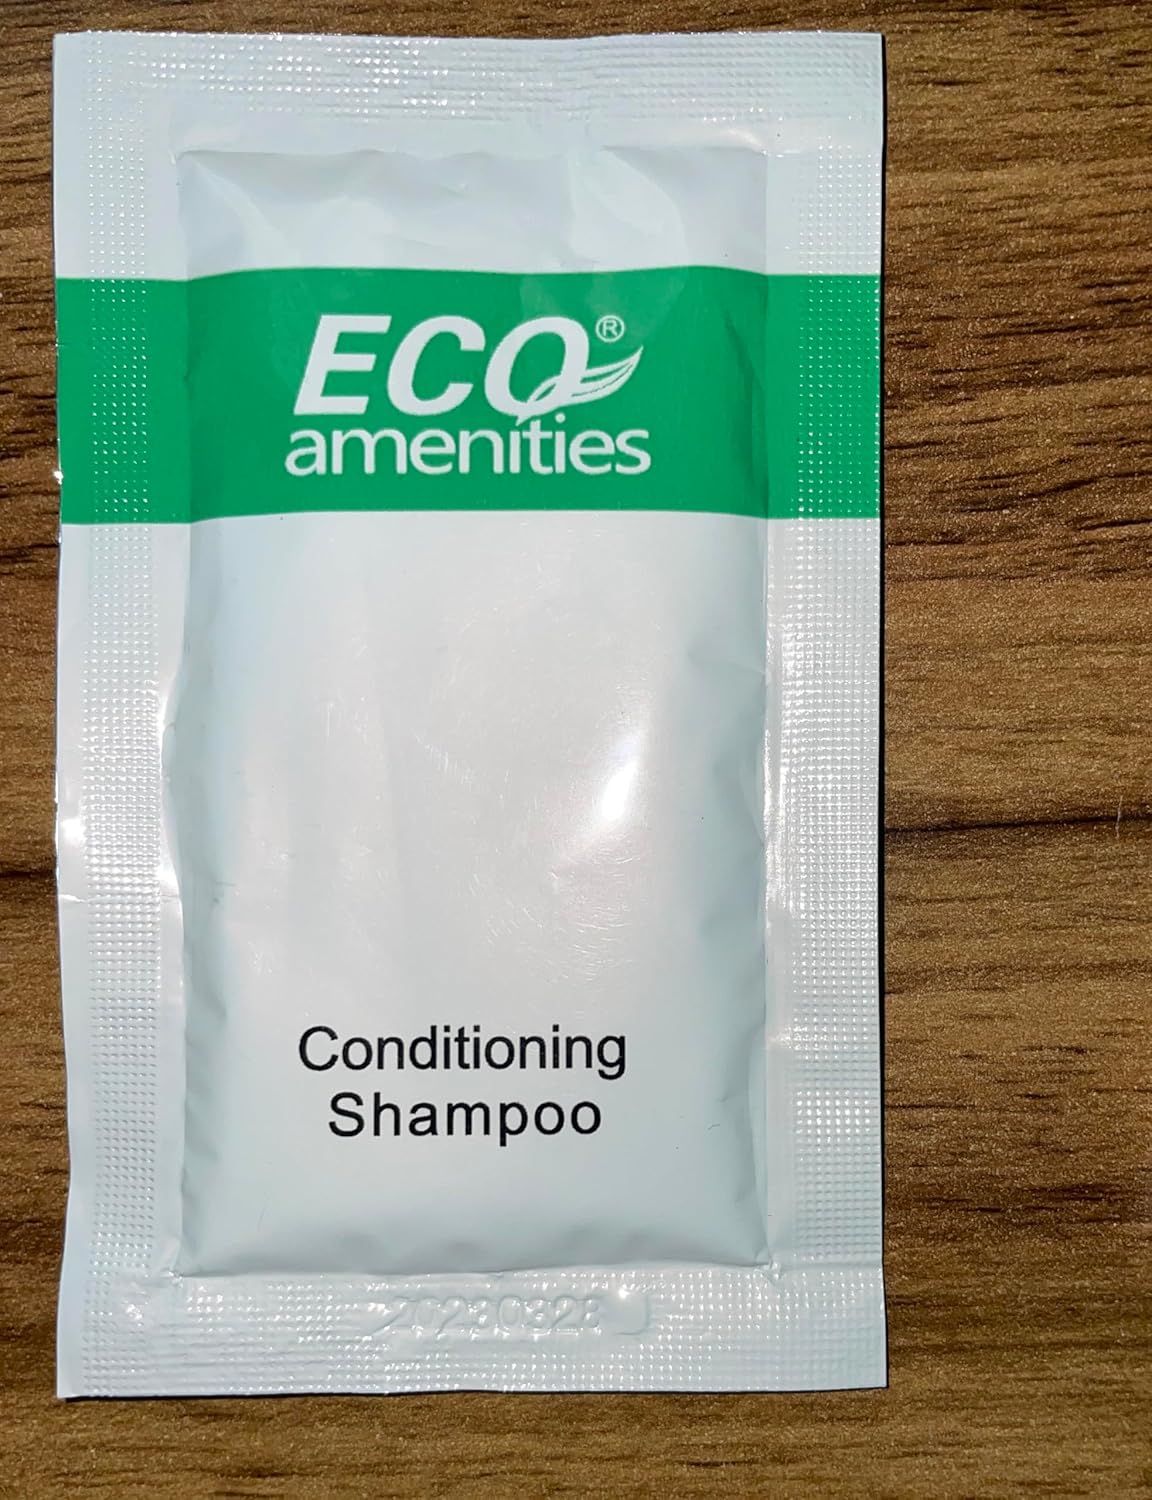 ECO®
amenities
Conditioning
Shampoo
20230328